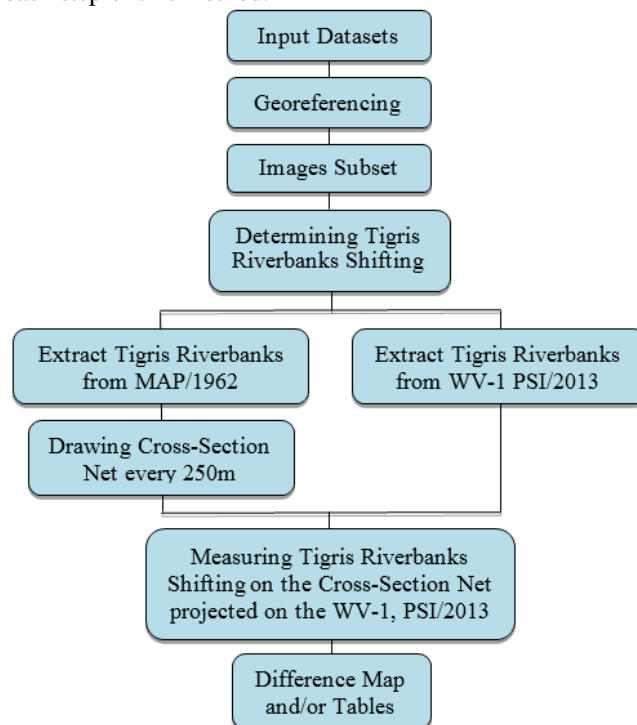 Input Datasets
Georeferencing
Images Subset
Determining Tigris
Riverbanks Shifting
Extract Tigris Riverbanks
from MAP/1962
Extract Tigris Riverbanks
from WV-1 PSI/2013
Drawing Cross-Section
Net every 250m
Measuring Tigris Riverbanks
Shifting on the Cross-Section Net
projected on the WV-1, PSI/2013
Difference Map
and/or Tables